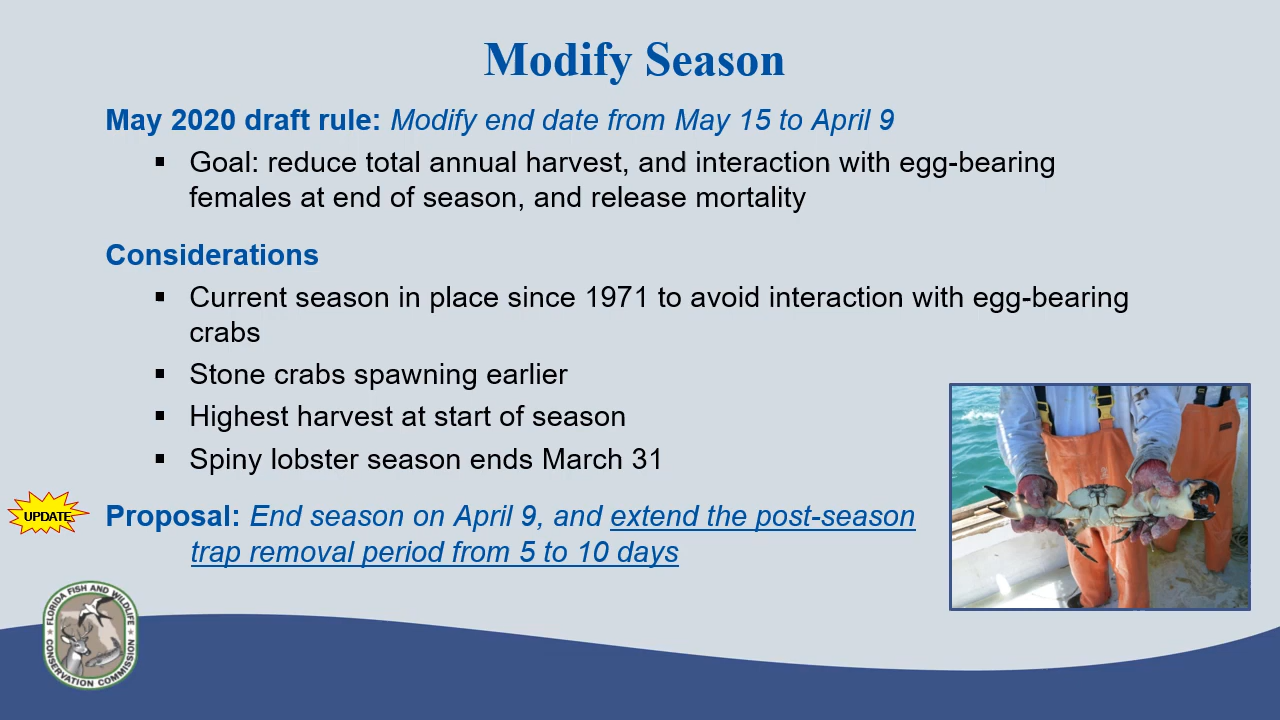 Modify Season
May 2020 draft rule: Modify end date from May 15 to April 9
▪ Goal: reduce total annual harvest, and interaction with egg-bearing
females at end of season, and release mortality
Considerations
▪ Current season in place since 1971 to avoid interaction with egg-bearing
crabs
▪ Stone crabs spawning earlier
▪ Highest harvest at start of season
▪ Spiny lobster season ends March 31
UPDATE
Proposal: End season on April 9, and extend the post-season
trap removal period from 5 to 10 days
FLORIDA FISH AND WILDLIFE
CONSERVATION COMMISSION